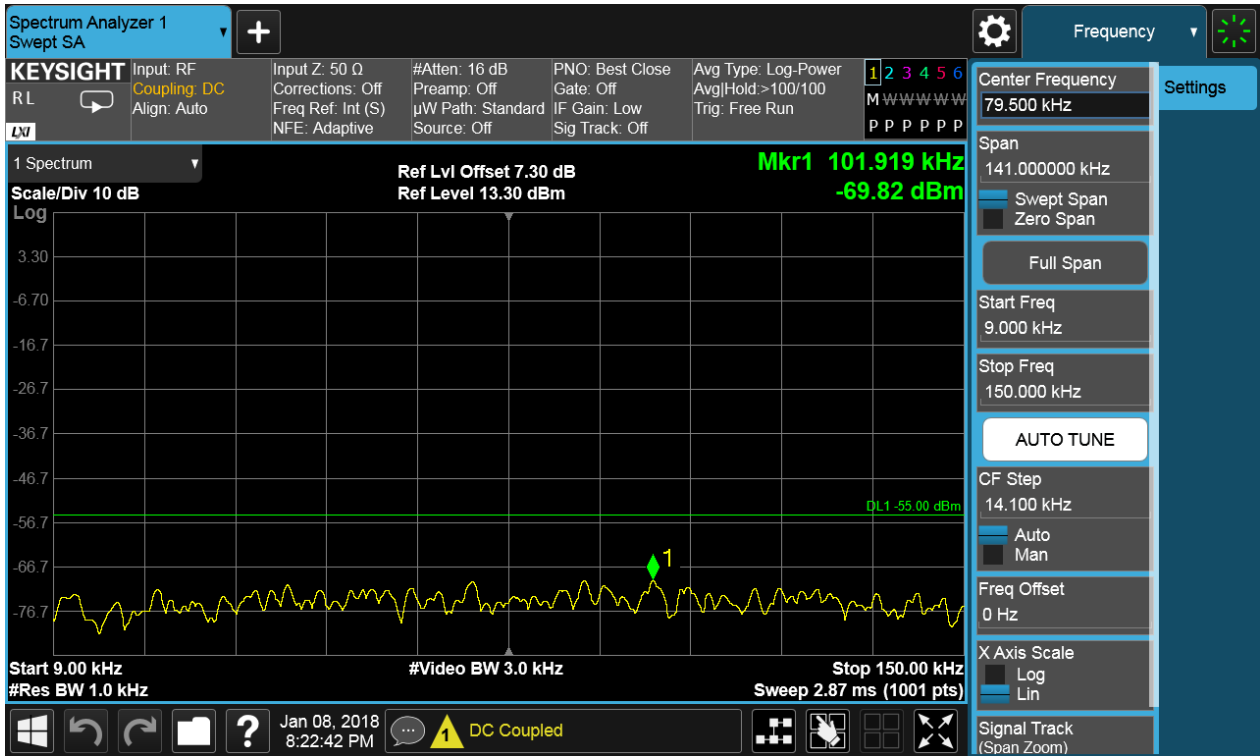 Spectrum Analyzer 1
Swept SA
+
Frequency
KEYSIGHT
RL
LXI
Input: RF
Coupling: DC
Align: Auto
Input Z: 50 Ω
Corrections: Off
Freq Ref: Int (S)
NFE: Adaptive
#Atten: 16 dB
Preamp: Off
µW Path: Standard
Source: Off
PNO: Best Close
Gate: Off
IF Gain: Low
Sig Track: Off
Avg Type: Log-Power
Avg|Hold:>100/100
Trig: Free Run
1 2 3 4 5 6
M W W W W W
P P P P P P
1 Spectrum
Scale/Div 10 dB
Log
Ref Lvl Offset 7.30 dB
Ref Level 13.30 dBm
Mkr1 101.919 kHz
-69.82 dBm
3.30
-6.70
-16.7
-26.7
-36.7
-46.7
-56.7
-66.7
-76.7
DL1 -55.00 dBm
1
Start 9.00 kHz
#Res BW 1.0 kHz
#Video BW 3.0 kHz
Stop 150.00 kHz
Sweep 2.87 ms (1001 pts)
Center Frequency
79.500 kHz
Span
141.000000 kHz
Swept Span
Zero Span
Full Span
Start Freq
9.000 kHz
Stop Freq
150.000 kHz
AUTO TUNE
CF Step
14.100 kHz
Auto
Man
Freq Offset
0 Hz
X Axis Scale
Log
Lin
Signal Track
(Span Zoom)
Settings
?
Jan 08, 2018
8:22:42 PM
1
DC Coupled